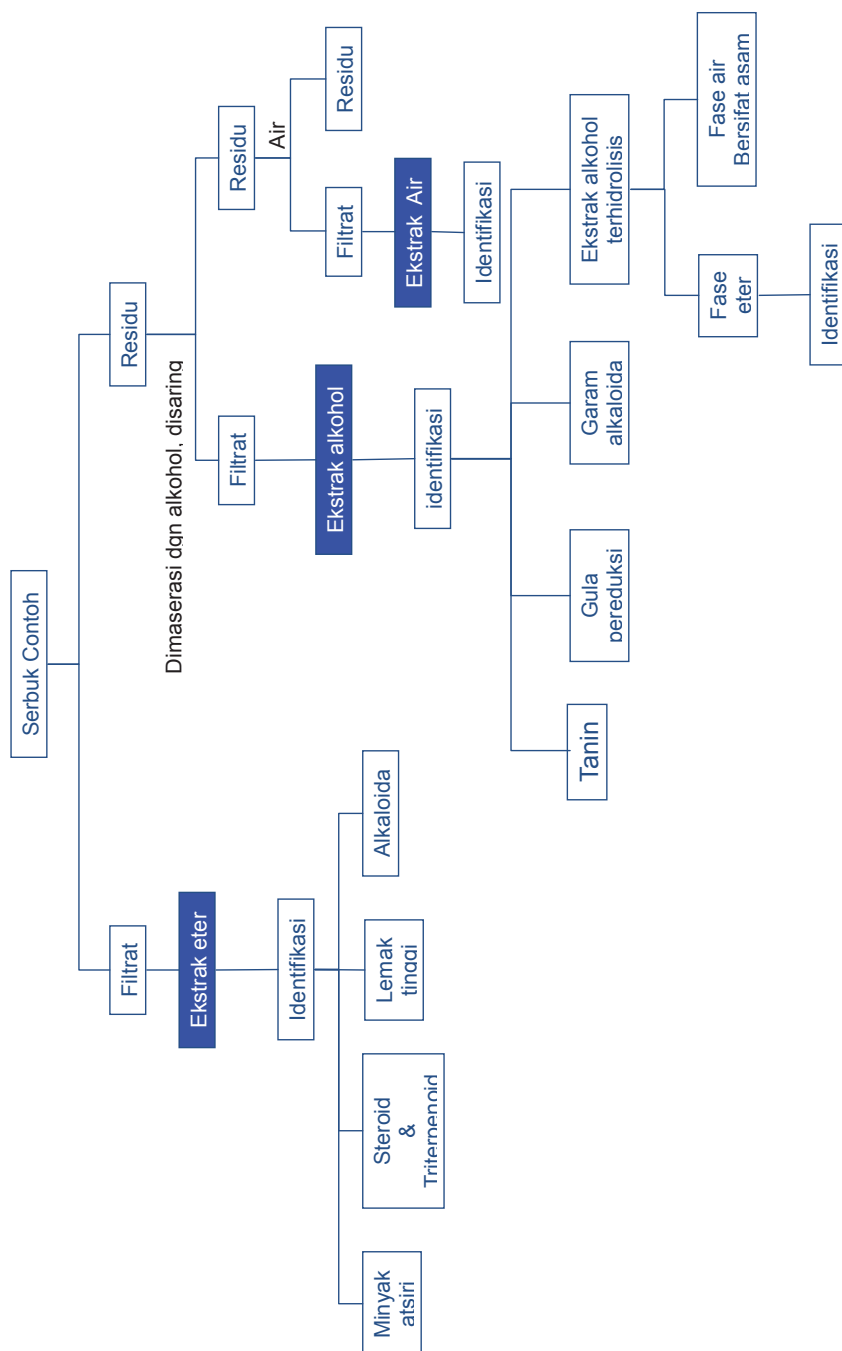 Serbuk Contoh
Filtrat
Residu
Ekstrak eter
Dimaserasi dgn alkohol, disaring
Identifikasi
Filtrat
Residu
Minyak
atsiri
Steroid
&
Triterpenoid
Lemak
tinggi
Alkaloida
Ekstrak alkohol
Air
Filtrat
Residu
identifikasi
Ekstrak Air
Identifikasi
Tanin
Gula
pereduksi
Garam
alkaloida
Ekstrak alkohol
terhidrolisis
Fase
eter
Fase air
Bersifat asam
Identifikasi